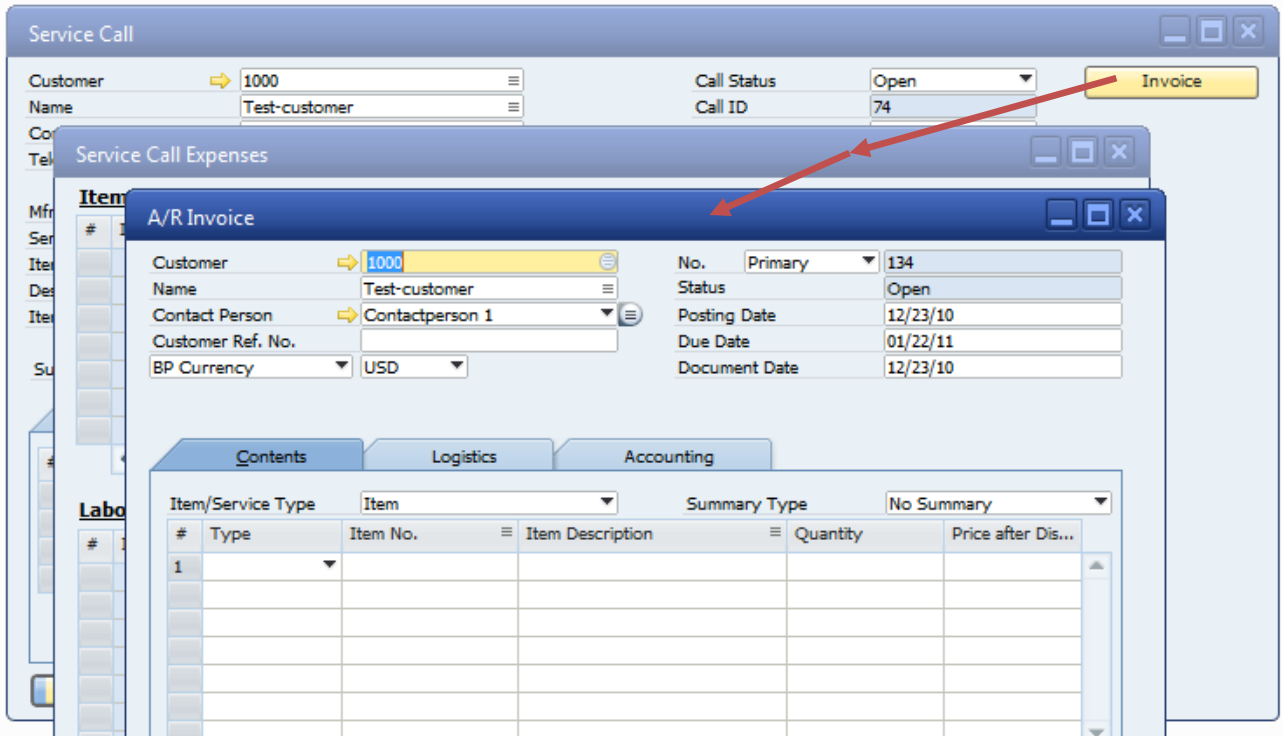 Service Call
Customer 1000 Call Status Open Invoice
Name Test-customer Call ID 74
Service Call Expenses
A/R Invoice
#
Customer 1000 No. Primary 134
Name Test-customer Status Open
Contact Person Contactperson 1 Posting Date 12/23/10
Customer Ref. No. Due Date 01/22/11
BP Currency USD Document Date 12/23/10
Contents Logistics Accounting
#
Item/Service Type Item Summary Type No Summary
# Type Item No. Item Description Quantity Price after Dis...
#
1